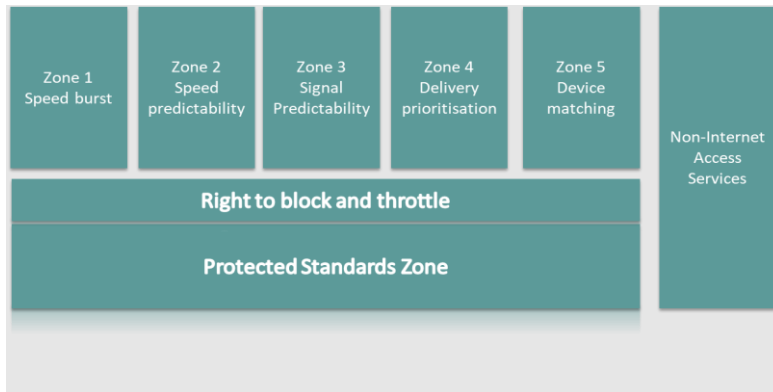 Zone 1
Speed burst
Zone 2
Speed
predictability
Zone 3
Signal
Predictability
Zone 4
Delivery
prioritisation
Zone 5
Device
matching
Non-Internet
Access
Services
Right to block and throttle
Protected Standards Zone